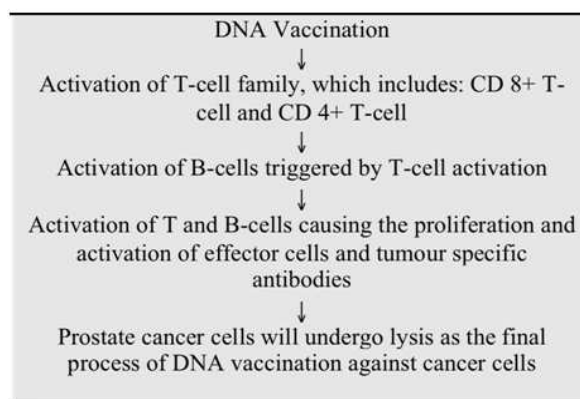 DNA Vaccination
↓
Activation of T-cell family, which includes: CD 8+ T-
cell and CD 4+ T-cell
↓
Activation of B-cells triggered by T-cell activation
↓
Activation of T and B-cells causing the proliferation and
activation of effector cells and tumour specific
antibodies
↓
Prostate cancer cells will undergo lysis as the final
process of DNA vaccination against cancer cells